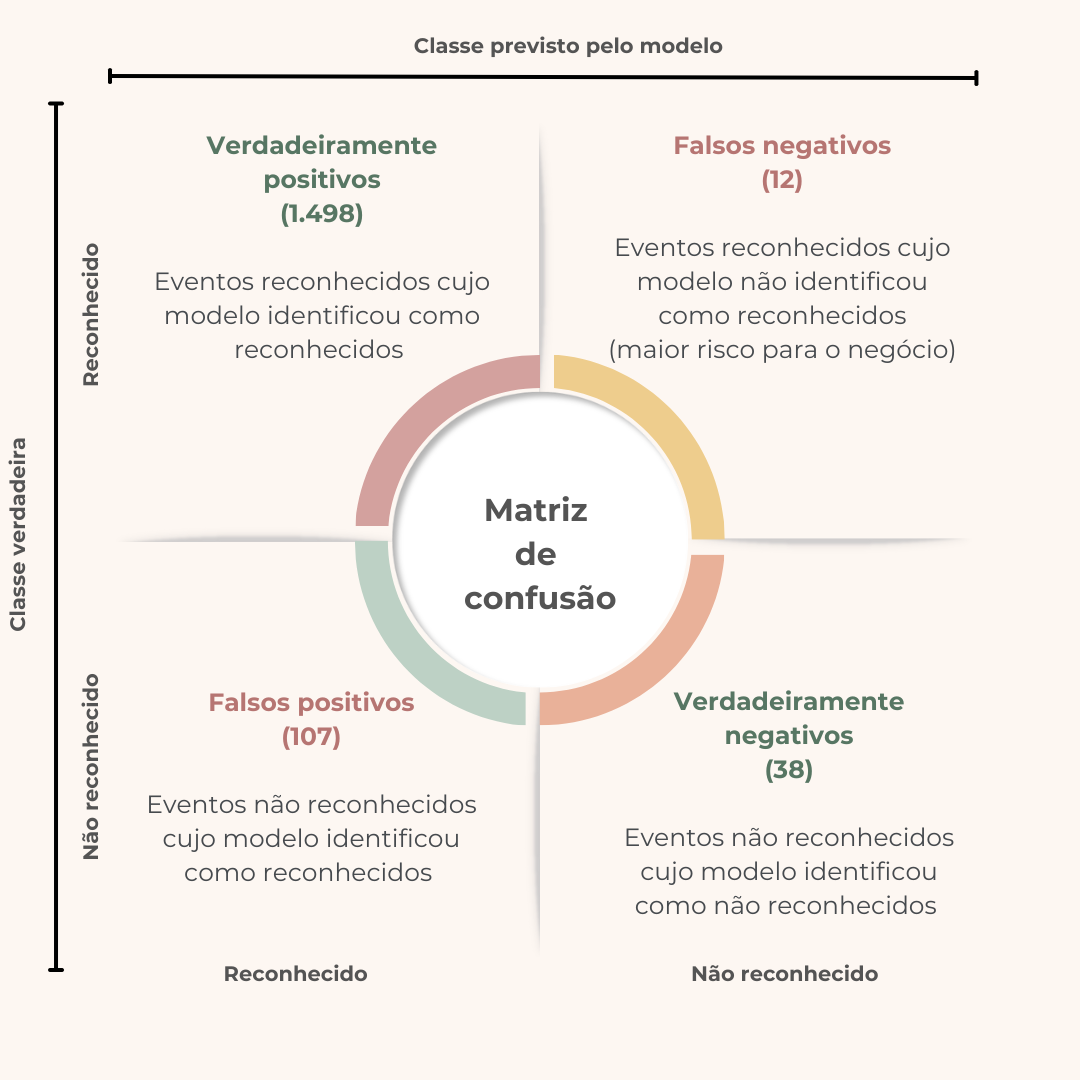 Classe previsto pelo modelo
Verdadeiramente
positivos
(1.498)
Eventos reconhecidos cujo
modelo identificou como
reconhecidos
Falsos negativos
(12)
Eventos reconhecidos cujo
modelo não identificou
como reconhecidos
(maior risco para o negócio)
Reconhecido
Classe verdadeira
Matriz
de
confusão
Não reconhecido
Falsos positivos
(107)
Eventos não reconhecidos
cujo modelo identificou
como reconhecidos
Verdadeiramente
negativos
(38)
Eventos não reconhecidos
cujo modelo identificou
como não reconhecidos
Reconhecido
Não reconhecido